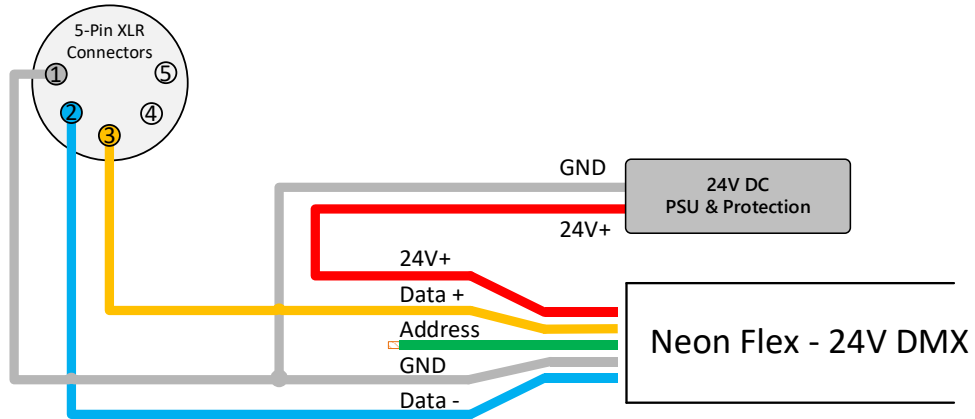 5-Pin XLR
Connectors
1
5
2
4
3
GND
24V DC
PSU & Protection
24V+
24V+
Data +
Address
GND
Data -
Neon Flex - 24V DMX